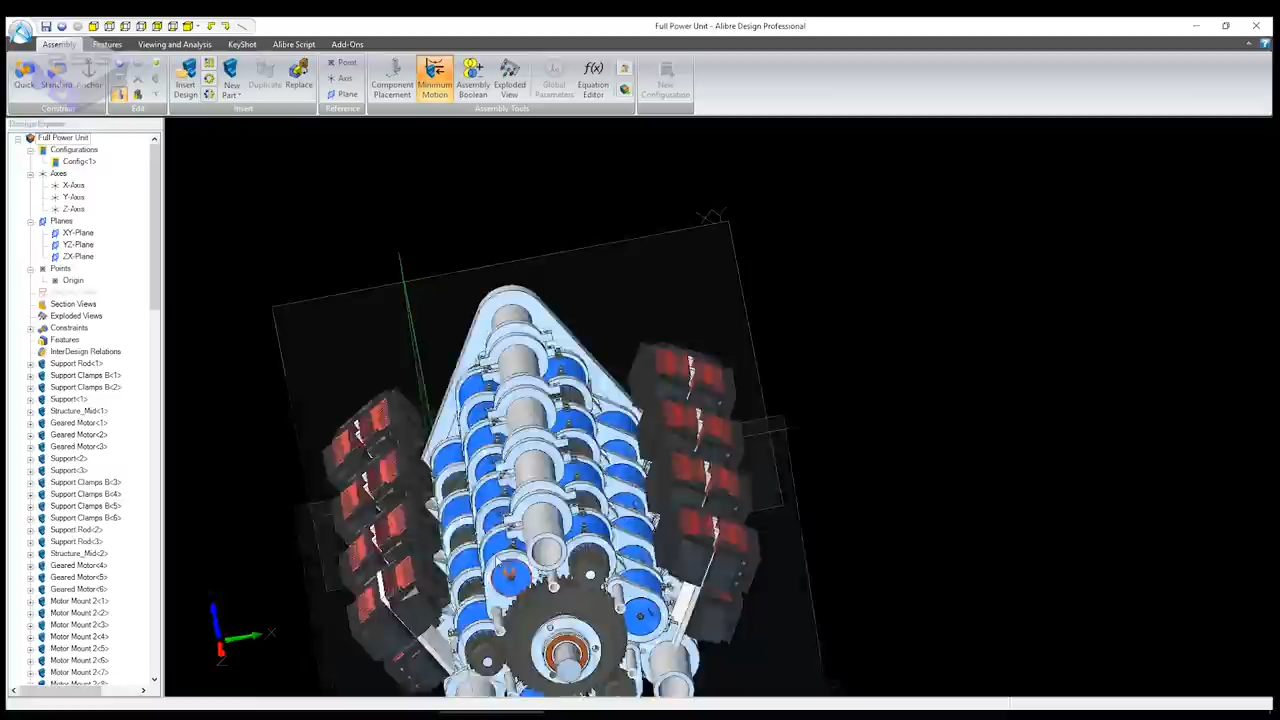 Full Power Unit - Alibre Design Professional
Assembly Features Viewing and Analysis KeyShot Alibre Script Add-Ons
Quick Standard Anchor
Insert Design
New Part
Duplicate
Replace
Point
Axis
Plane
Component Placement
Minimum Motion
Assembly Boolean
Exploded View
Global Parameters
f(x)
Equation Editor
New Configuration
Edit Insert Reference Assembly Tools
Full Power Unit
Configurations
Config<1>
Axes
X-Axis
Y-Axis
Z-Axis
Planes
XY-Plane
YZ-Plane
ZX-Plane
Points
Origin
Section Views
Exploded Views
Constraints
Features
InterDesign Relations
Support Rod<1>
Support Clamps B<1>
Support Clamps B<2>
Support<1>
Structure_Mid<1>
Geared Motor<1>
Geared Motor<2>
Geared Motor<3>
Support<2>
Support<3>
Support Clamps B<3>
Support Clamps B<4>
Support Clamps B<5>
Support Clamps B<6>
Support Rod<2>
Support Rod<3>
Structure_Mid<2>
Geared Motor<4>
Geared Motor<5>
Geared Motor<6>
Motor Mount 2<1>
Motor Mount 2<2>
Motor Mount 2<3>
Motor Mount 2<4>
Motor Mount 2<5>
Motor Mount 2<6>
Motor Mount 2<7>
Motor Mount 2<8>
X
Z